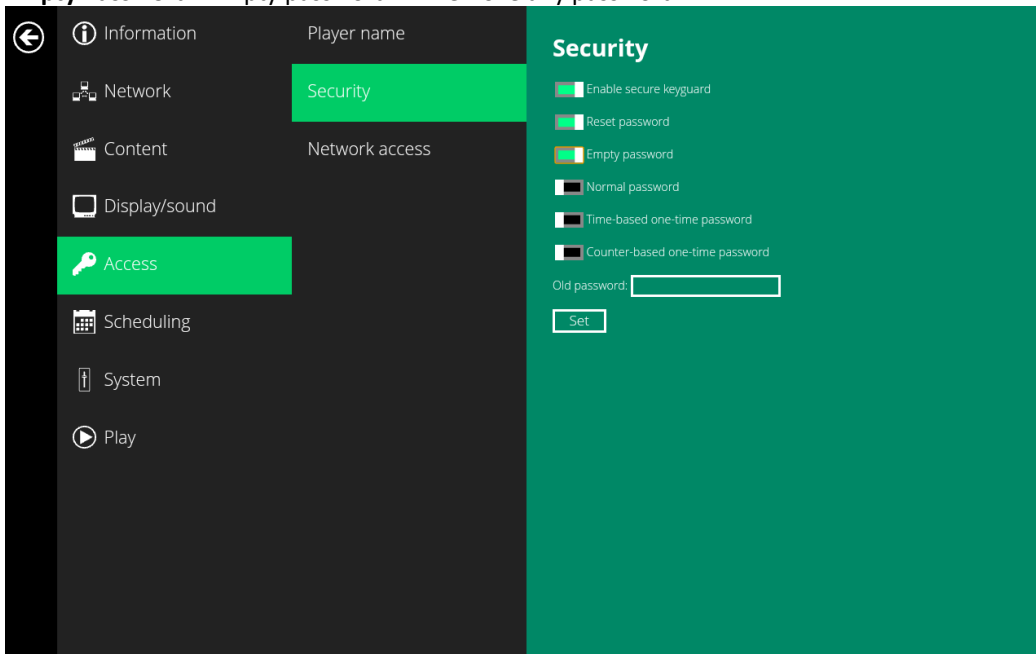 Information
Network
Content
Display/sound
Access
Scheduling
System
Play
Player name
Security
Network access
Security
Enable secure keyguard
Reset password
Empty password
Normal password
Time-based one-time password
Counter-based one-time password
Old password:
Set